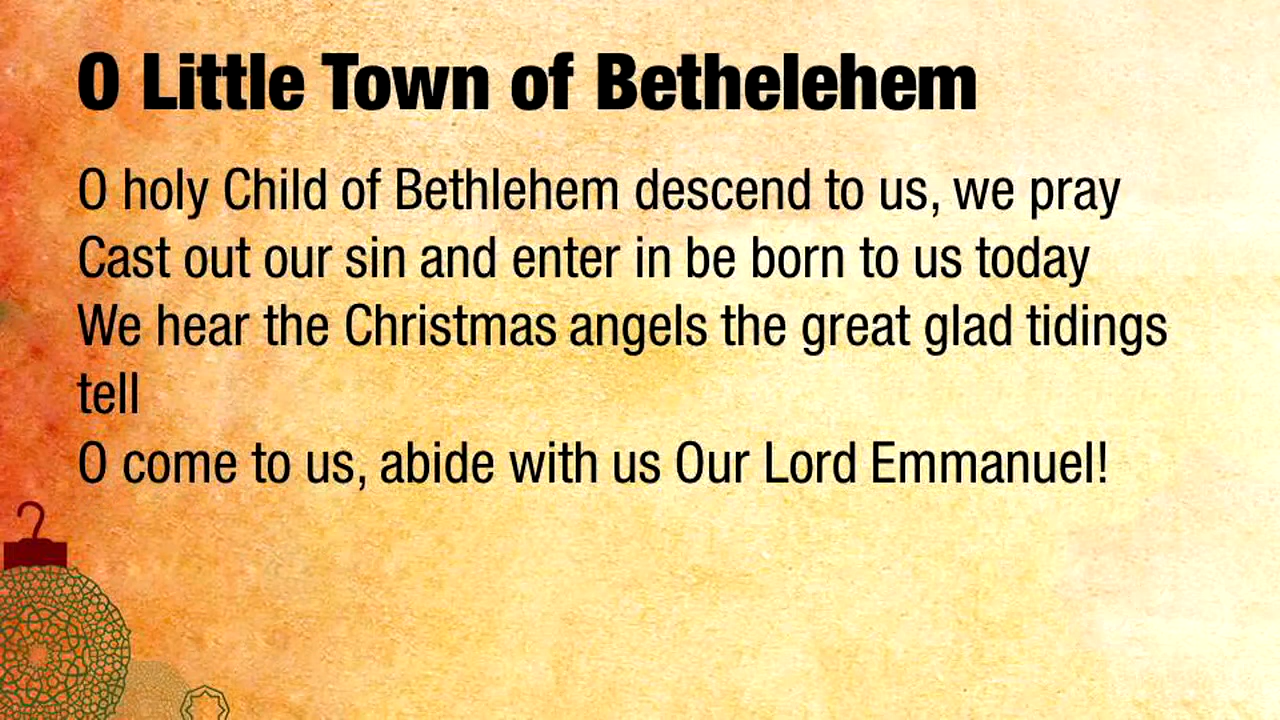 O Little Town of Bethelehem
O holy Child of Bethlehem descend to us, we pray
Cast out our sin and enter in be born to us today
We hear the Christmas angels the great glad tidings
tell
O come to us, abide with us Our Lord Emmanuel!